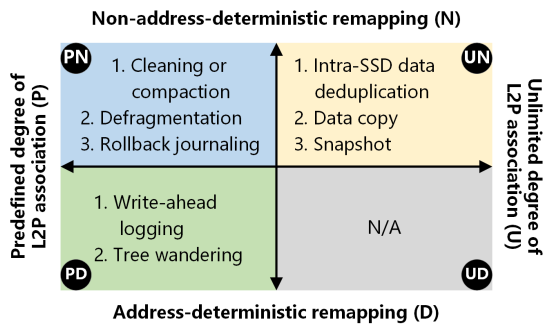 Non-address-deterministic remapping (N)
Predefined degree of
L2P association (P)
PN
1. Cleaning or
compaction
2. Defragmentation
3. Rollback journaling
UN
1. Intra-SSD data
deduplication
2. Data copy
3. Snapshot
Unlimited degree of
L2P association (U)
1. Write-ahead
logging
2. Tree wandering
PD
N/A
UD
Address-deterministic remapping (D)